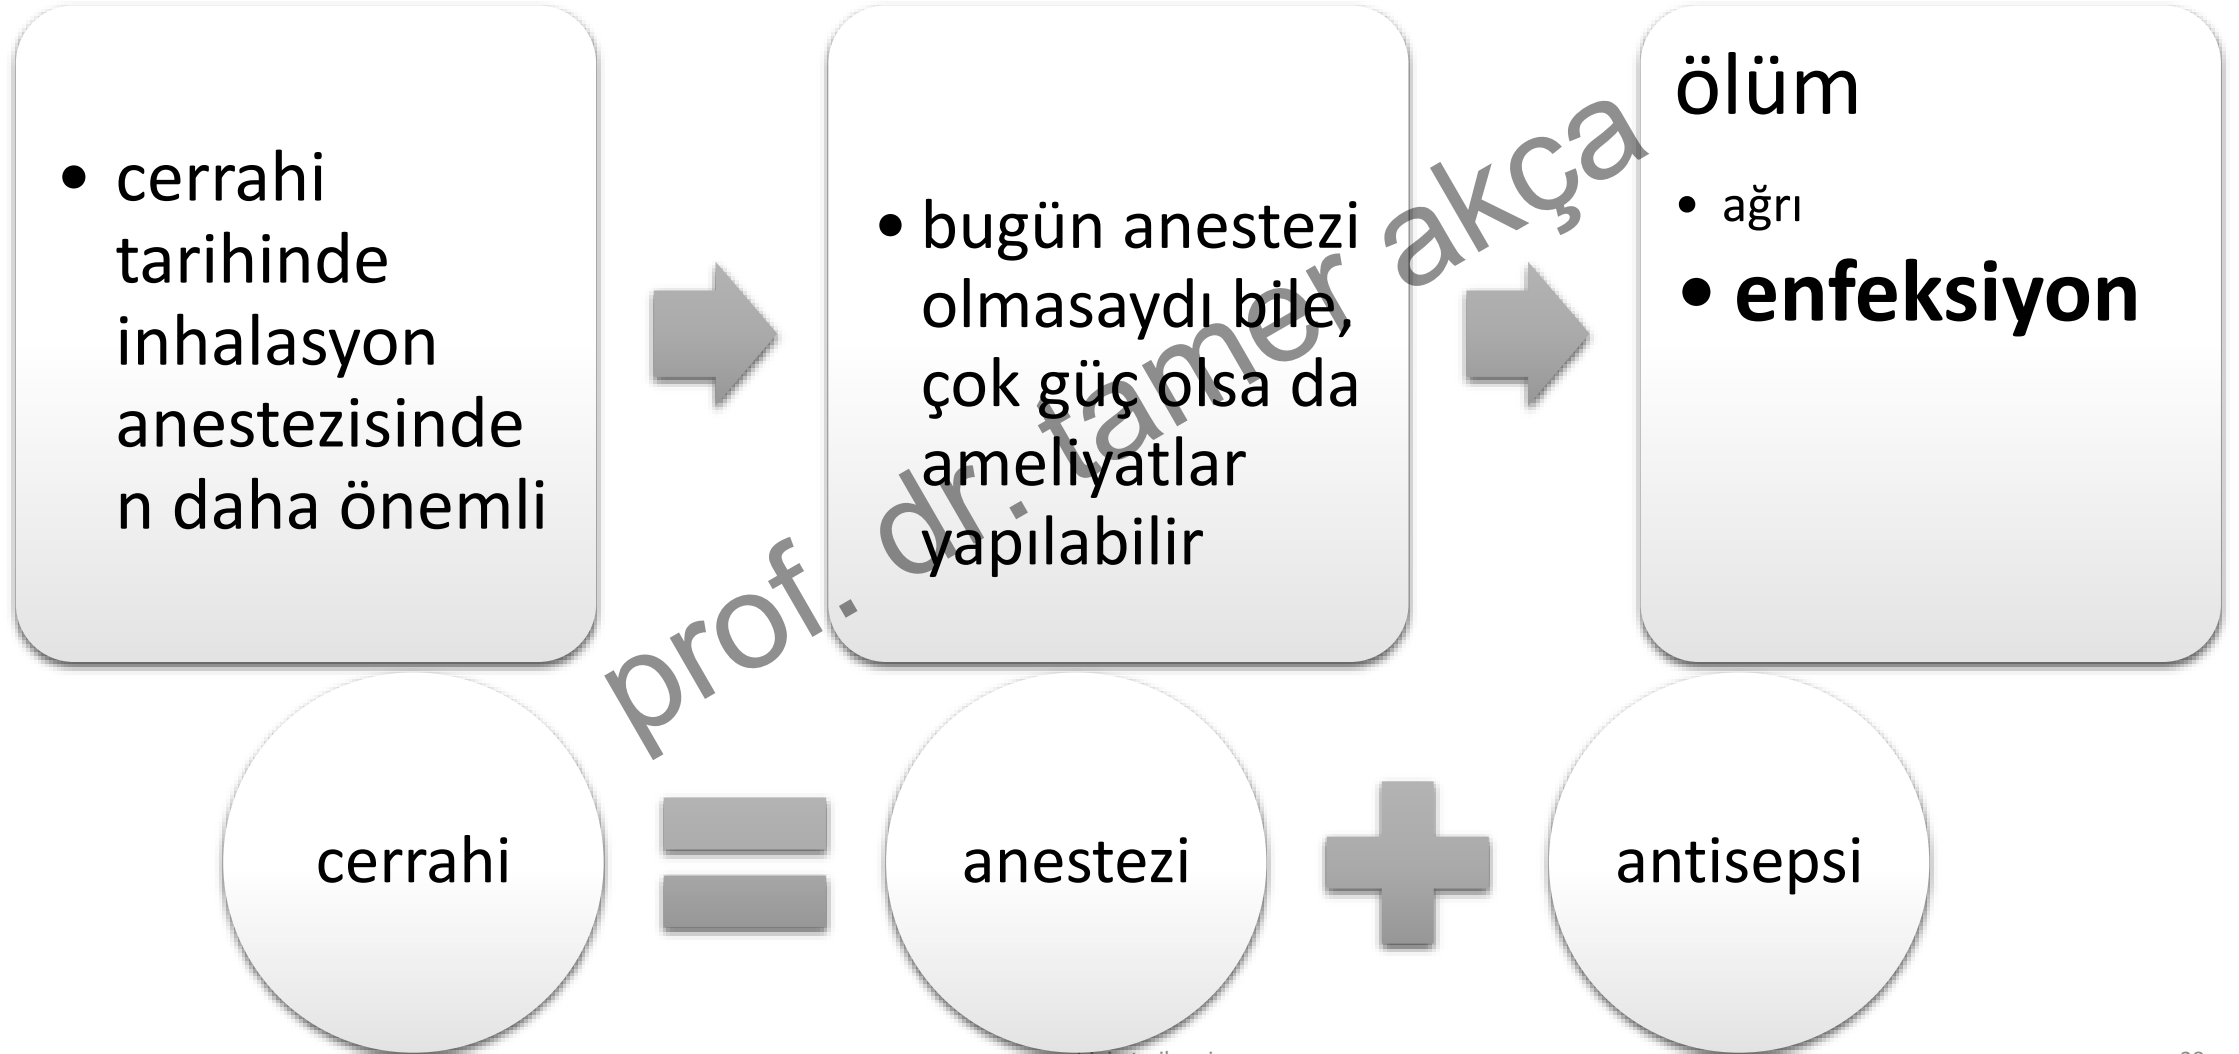 • cerrahi
tarihinde
inhalasyon
anestezisinde
n daha önemli
• bugün anestezi
olmasaydı bile,
çok güç olsa da
ameliyatlar
yapılabilir
ölüm
• ağrı
• enfeksiyon
prof. dr. tamer akça
cerrahi
anestezi
antisepsi